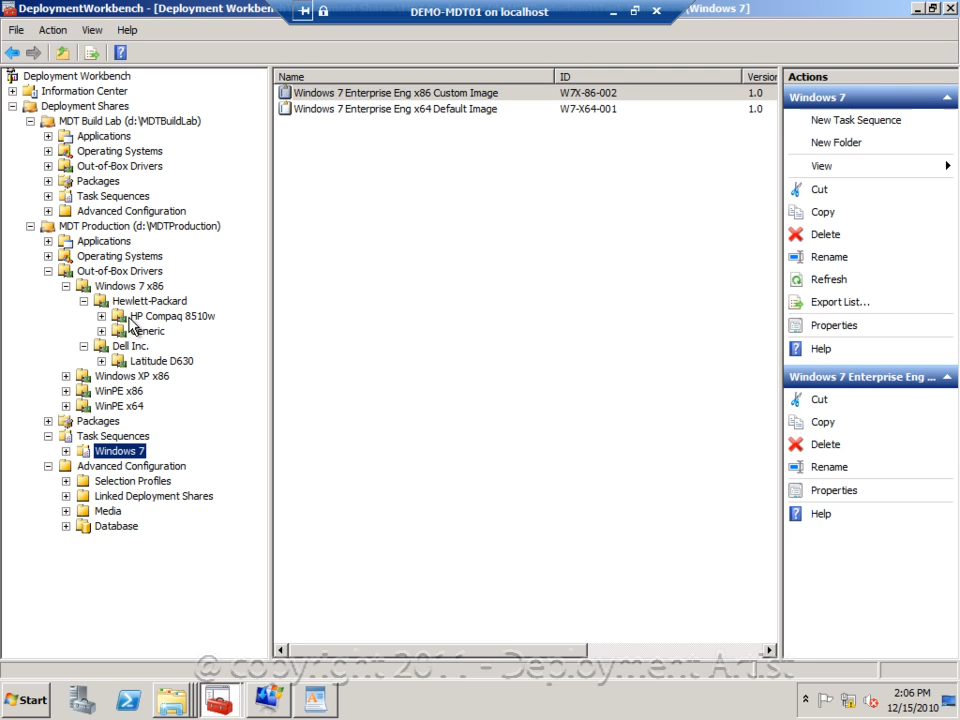 DeploymentWorkbench - [Deployment Workben
DEMO-MDT01 on localhost
Windows 7]
File Action View Help
Deployment Workbench
Information Center
Deployment Shares
MDT Build Lab (d:\MDTBuildLab)
Applications
Operating Systems
Out-of-Box Drivers
Packages
Task Sequences
Advanced Configuration
MDT Production (d:\MDTProduction)
Applications
Operating Systems
Out-of-Box Drivers
Windows 7 x86
Hewlett-Packard
HP Compaq 8510w
Generic
Dell Inc.
Latitude D630
Windows XP x86
WinPE x86
WinPE x64
Packages
Task Sequences
Windows 7
Advanced Configuration
Selection Profiles
Linked Deployment Shares
Media
Database
Name ID Version
Windows 7 Enterprise Eng x86 Custom Image W7X-86-002 1.0
Windows 7 Enterprise Eng x64 Default Image W7-X64-001 1.0
Actions
Windows 7
New Task Sequence
New Folder
View
Cut
Copy
Delete
Rename
Refresh
Export List...
Properties
Help
Windows 7 Enterprise Eng ...
Cut
Copy
Delete
Rename
Properties
Help
@ copyright 2011 - Deployment Artist
Start
2:06 PM
12/15/2010